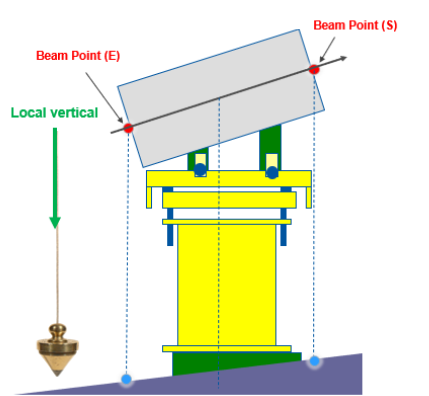 Beam Point (S)
Beam Point (E)
Local vertical